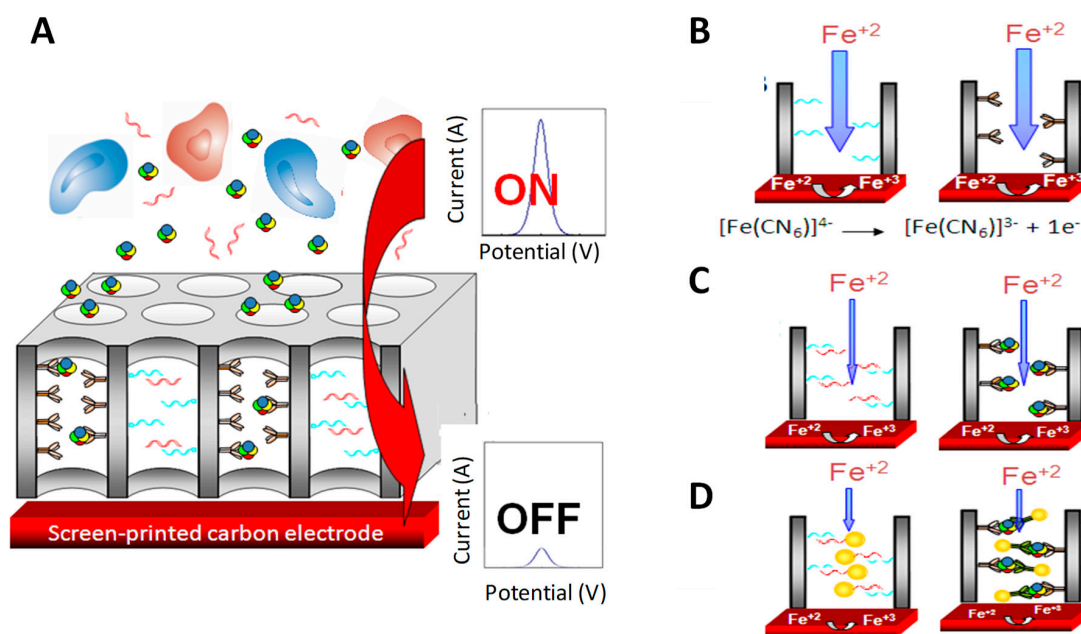 A
Current (A)
ON
Potential (V)
Screen-printed carbon electrode
Current (A)
OFF
Potential (V)
B
Fe+2
Fe+2
Fe+2 Fe+3
Fe+2 Fe+3
[Fe(CN6)]4- → [Fe(CN6)]3- + 1e-
C
Fe+2
Fe+2
Fe+2 Fe+3
Fe+2 Fe+3
D
Fe+2
Fe+2
Fe+2 Fe+3
Fe+2 Fe+3